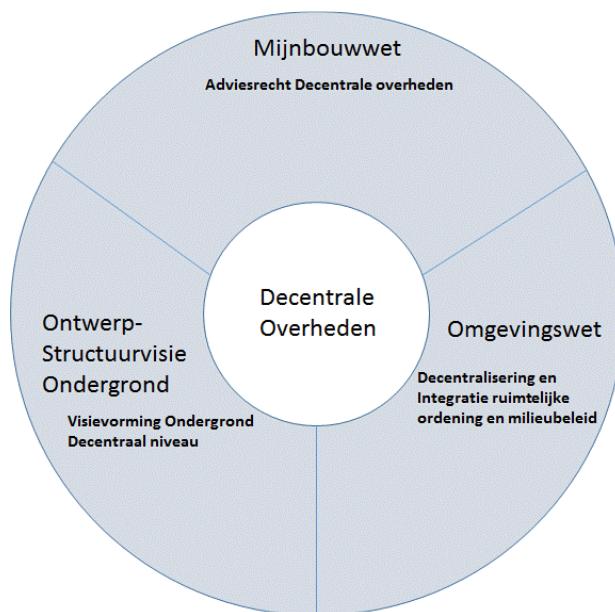 Mijnbouwwet
Adviesrecht Decentrale overheden
Decentrale
Overheden
Ontwerp-
Structuurvisie
Ondergrond
Visievorming Ondergrond
Decentraal niveau
Omgevingswet
Decentralisering en
Integratie ruimtelijke
ordening en milieubeleid